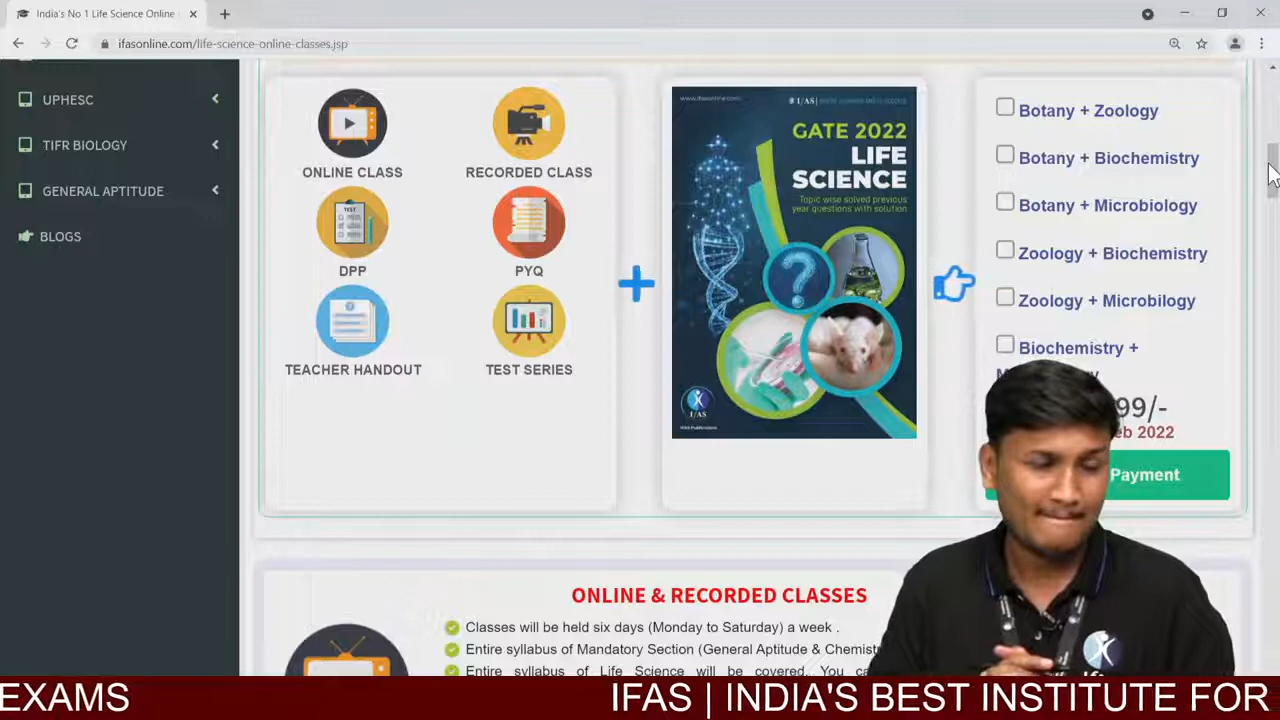 India's No 1 Life Science Online
ifasonline.com/life-science-online-classes.jsp
UPHESC
TIFR BIOLOGY
GENERAL APTITUDE
BLOGS
ONLINE CLASS
RECORDED CLASS
TEST
DPP
PYQ
TEACHER HANDOUT
TEST SERIES
GATE 2022
LIFE
SCIENCE
Topic wise solved previous
year questions with solution
Botany + Zoology
Botany + Biochemistry
Botany + Microbiology
Zoology + Biochemistry
Zoology + Microbilogy
Biochemistry +
99/-
2022
Payment
ONLINE & RECORDED CLASSES
Classes will be held six days (Monday to Saturday) a week .
Entire syllabus of Mandatory Section (General Aptitude & Chemist
Entire syllabus of Life Science will be covered. You
EXAMS
IFAS | INDIA'S BEST INSTITUTE FOR